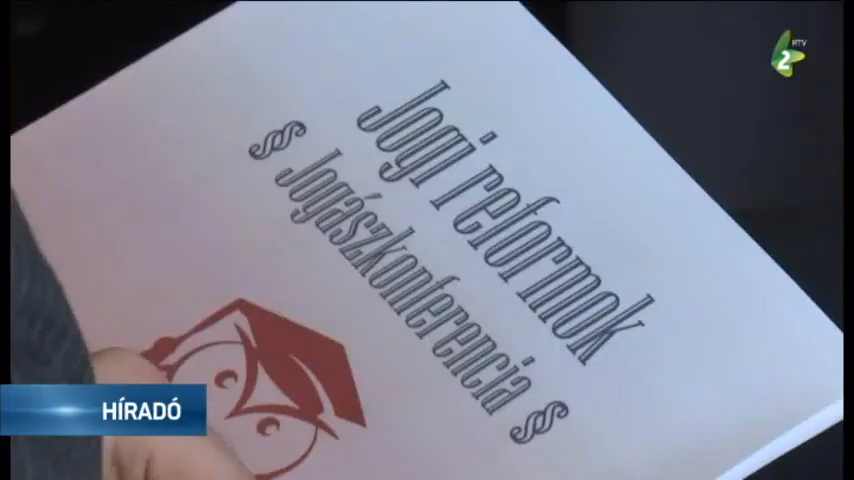 RTV
2
Jogi reformok
§ Jogászkonferencia §
HÍRADÓ